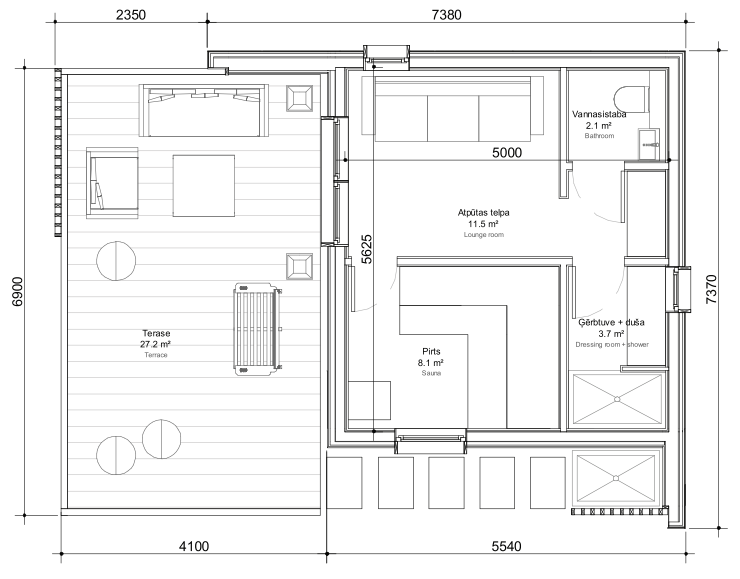 2350
7380
Vannasistaba
2.1 m²
Bathroom
5000
Atpūtas telpa
11.5 m²
Lounge room
5625
6900
7370
Terase
27.2 m²
Terrace
Ģērbtuve + duša
3.7 m²
Dressing room + shower
Pirts
8.1 m²
Sauna
4100
5540